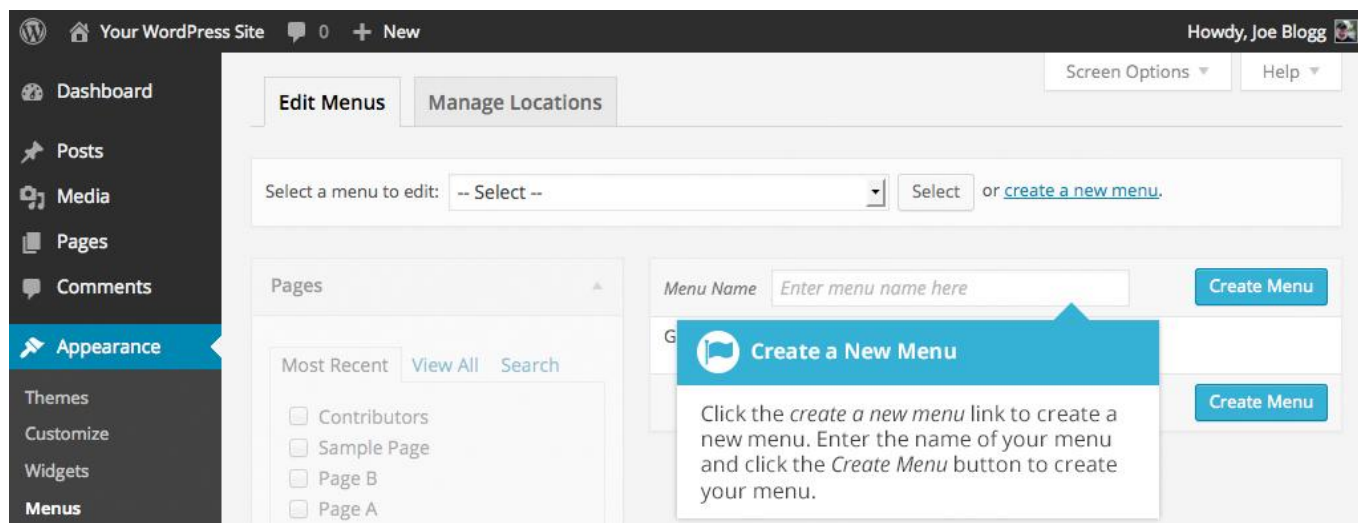 Your WordPress Site 0 + New Howdy, Joe Blogg
Screen Options Help
Dashboard
Posts
Media
Pages
Comments
Appearance
Themes
Customize
Widgets
Menus
Edit Menus Manage Locations
Select a menu to edit: -- Select -- Select or create a new menu.
Pages
Most Recent View All Search
Contributors
Sample Page
Page B
Page A
Menu Name Enter menu name here Create Menu
G
Create a New Menu
Click the create a new menu link to create a
new menu. Enter the name of your menu
and click the Create Menu button to create
your menu.
Create Menu